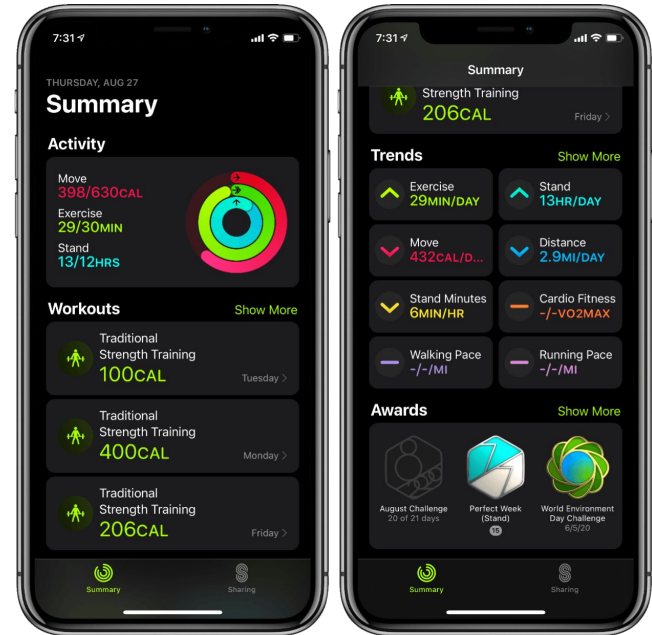 7:31
THURSDAY, AUG 27
Summary
Activity
Move
398/630CAL
Exercise
29/30MIN
Stand
13/12HRS
Workouts
Show More
Traditional
Strength Training
100CAL
Tuesday
Traditional
Strength Training
400CAL
Monday
Traditional
Strength Training
206CAL
Friday
Summary
Sharing
7:31
Summary
Strength Training
206CAL
Friday
Trends
Show More
Exercise
29MIN/DAY
Stand
13HR/DAY
Move
432CAL/D...
Distance
2.9MI/DAY
Stand Minutes
6MIN/HR
Cardio Fitness
-/-VO2MAX
Walking Pace
-/-/MI
Running Pace
-/-/MI
Awards
Show More
August Challenge
20 of 21 days
Perfect Week
(Stand)
15
World Environment
Day Challenge
6/5/20
Summary
Sharing